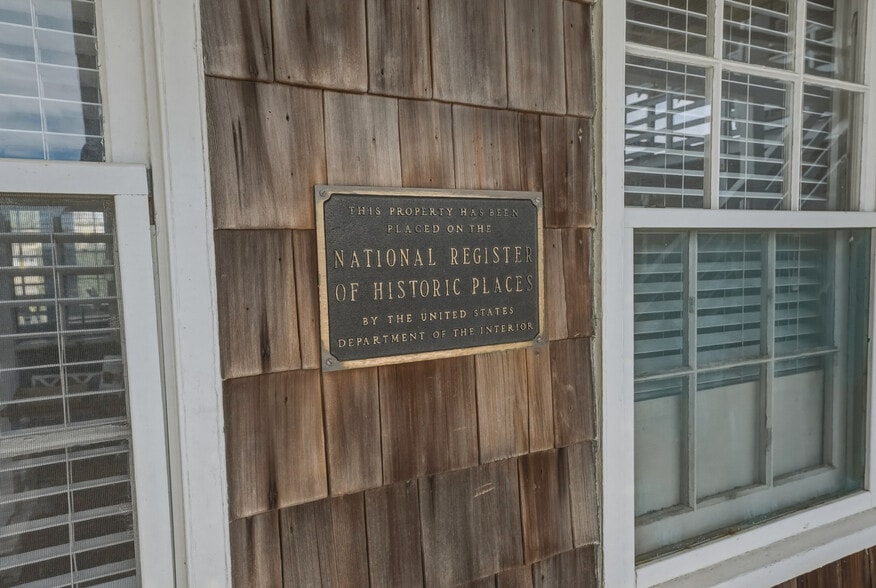 THIS PROPERTY HAS BEEN
PLACED ON THE
NATIONAL REGISTER
OF HISTORIC PLACES
BY THE UNITED STATES
DEPARTMENT OF THE INTERIOR